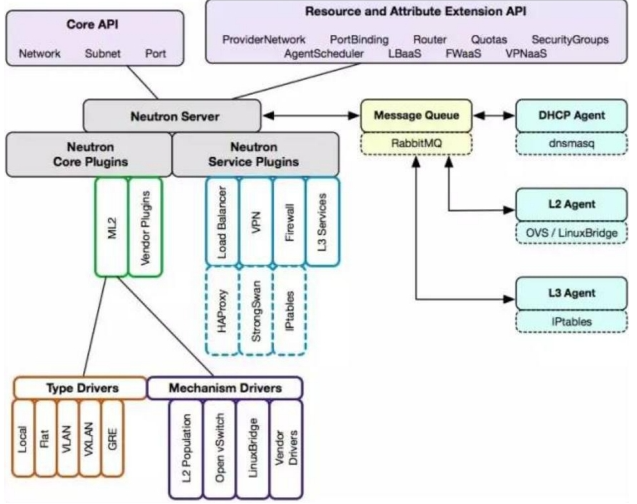 Core API
Network Subnet Port
Resource and Attribute Extension API
ProviderNetwork PortBinding Router Quotas SecurityGroups
AgentScheduler LBaaS FWaaS VPNaaS
Neutron Server
Neutron
Core Plugins
Neutron
Service Plugins
Message Queue
RabbitMQ
DHCP Agent
dnsmasq
L2 Agent
OVS / LinuxBridge
L3 Agent
IPtables
ML2
Vendor Plugins
Load Balancer
VPN
Firewall
L3 Services
HAProxy
StrongSwan
IPtables
Type Drivers
Local
Flat
VLAN
VXLAN
GRE
Mechanism Drivers
L2 Population
Open vSwitch
LinuxBridge
Vendor
Drivers